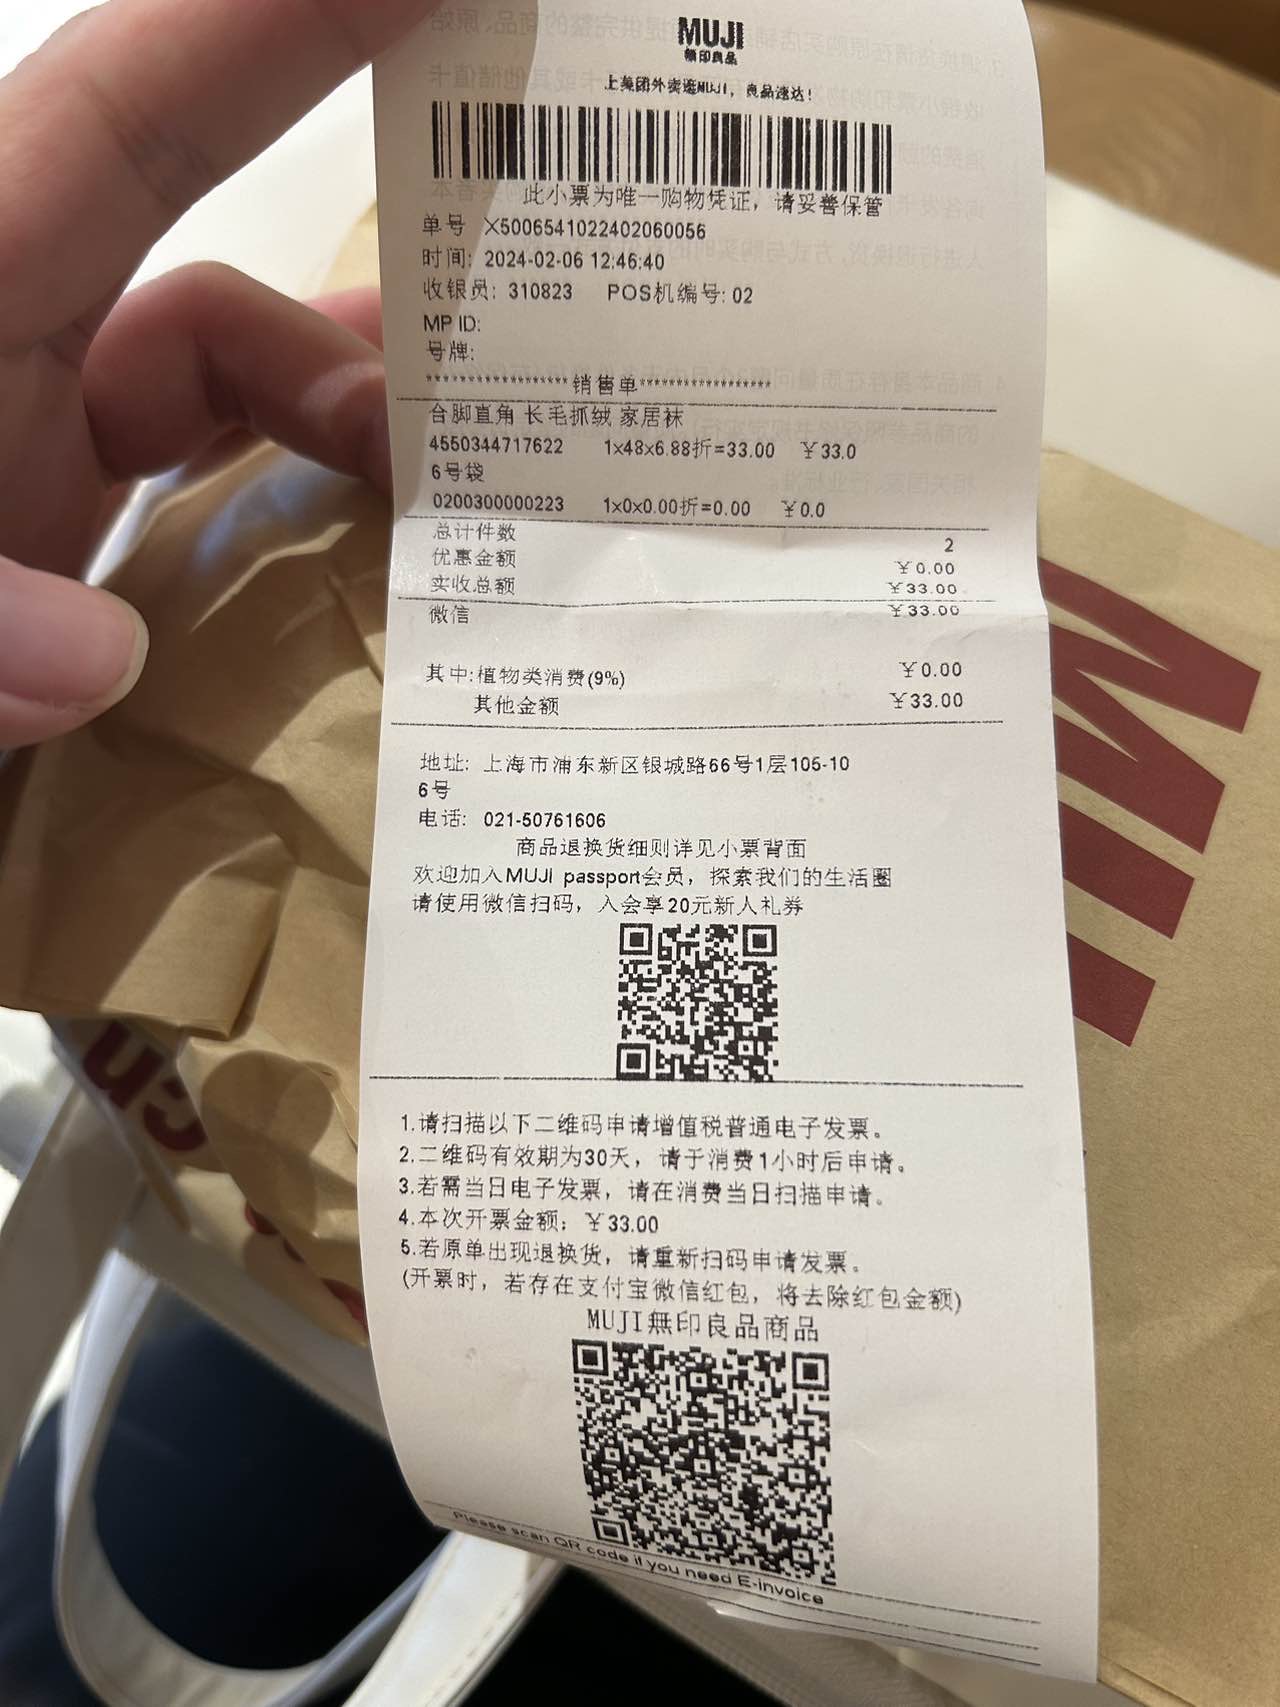 MUJI
無印良品
上美团外卖逛MUJI，良品速达！
此小票为唯一购物凭证，请妥善保管
单号 X5006541022402060056
时间: 2024-02-06 12:46:40
收银员: 310823 POS机编号: 02
MP ID:
号牌:
******************销售单*****************
合脚直角 长毛抓绒 家居袜
4550344717622 1x48x6.88折=33.00 ￥33.0
6号袋
0200300000223 1x0x0.00折=0.00 ￥0.0
总计件数 2
优惠金额 ￥0.00
实收总额 ￥33.00
微信 ￥33.00
其中:植物类消费(9%) ￥0.00
其他金额 ￥33.00
地址: 上海市浦东新区银城路66号1层105-10
6号
电话: 021-50761606
商品退换货细则详见小票背面
欢迎加入MUJI passport会员，探索我们的生活圈
请使用微信扫码，入会享20元新人礼券
1.请扫描以下二维码申请增值税普通电子发票。
2.二维码有效期为30天，请于消费1小时后申请。
3.若需当日电子发票，请在消费当日扫描申请。
4.本次开票金额: ￥33.00
5.若原单出现退换货，请重新扫码申请发票。
(开票时，若存在支付宝微信红包，将去除红包金额)
MUJI無印良品商品
Please scan QR code if you need E-invoice
MUJI